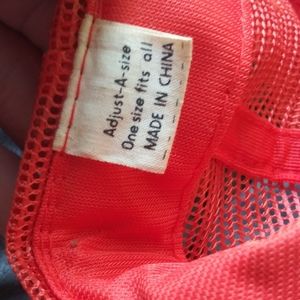 Adjust-A-size
One size fits all
MADE IN CHINA